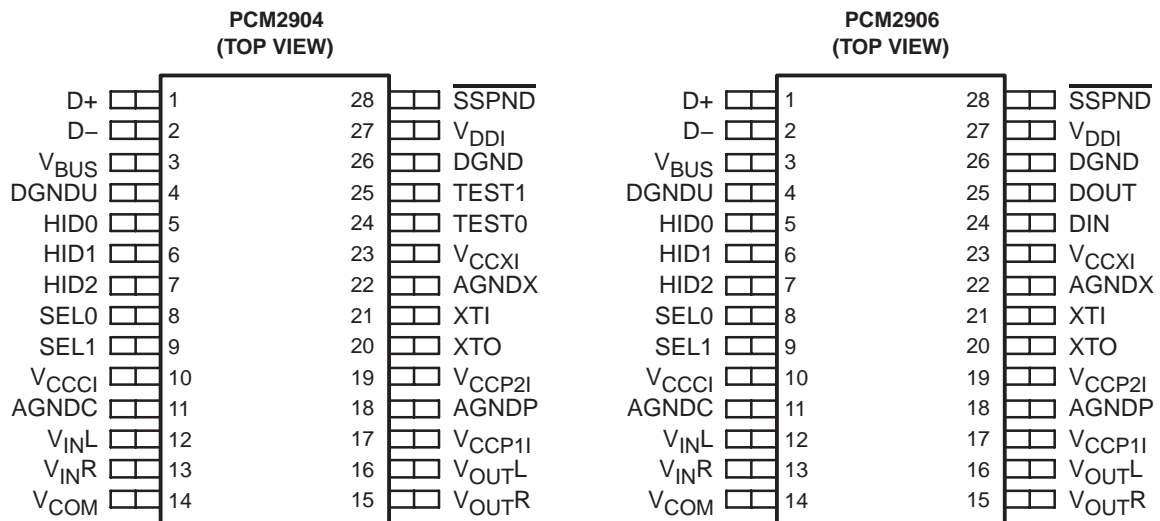 PCM2904
(TOP VIEW)
D+ 1 28 SSPND
D− 2 27 VDDI
VBUS 3 26 DGND
DGNDU 4 25 TEST1
HID0 5 24 TEST0
HID1 6 23 VCCXI
HID2 7 22 AGNDX
SEL0 8 21 XTI
SEL1 9 20 XTO
VCCCI 10 19 VCCP2I
AGNDC 11 18 AGNDP
VINL 12 17 VCCP1I
VINR 13 16 VOUTL
VCOM 14 15 VOUTR
PCM2906
(TOP VIEW)
D+ 1 28 SSPND
D− 2 27 VDDI
VBUS 3 26 DGND
DGNDU 4 25 DOUT
HID0 5 24 DIN
HID1 6 23 VCCXI
HID2 7 22 AGNDX
SEL0 8 21 XTI
SEL1 9 20 XTO
VCCCI 10 19 VCCP2I
AGNDC 11 18 AGNDP
VINL 12 17 VCCP1I
VINR 13 16 VOUTL
VCOM 14 15 VOUTR